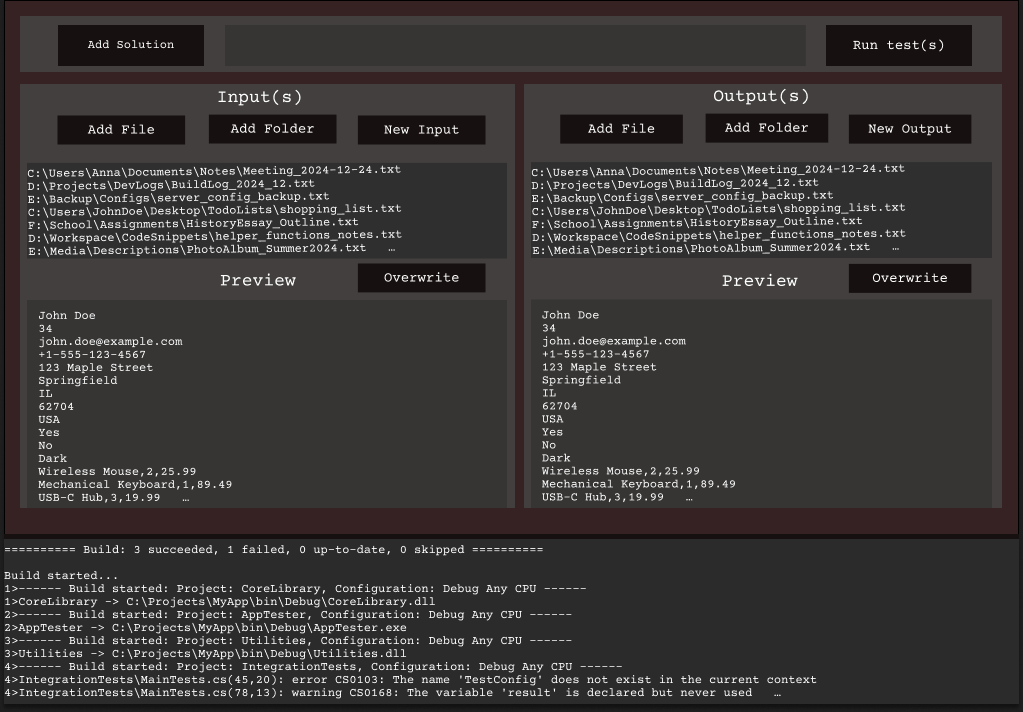 Add Solution
Run test(s)
Input(s)
Add File
Add Folder
New Input
C:\Users\Anna\Documents\Notes\Meeting_2024-12-24.txt
D:\Projects\DevLogs\BuildLog_2024_12.txt
E:\Backup\Configs\server_config_backup.txt
C:\Users\JohnDoe\Desktop\TodoLists\shopping_list.txt
F:\School\Assignments\HistoryEssay_Outline.txt
D:\Workspace\CodeSnippets\helper_functions_notes.txt
E:\Media\Descriptions\PhotoAlbum_Summer2024.txt …
Preview
Overwrite
John Doe
34
john.doe@example.com
+1-555-123-4567
123 Maple Street
Springfield
IL
62704
USA
Yes
No
Dark
Wireless Mouse,2,25.99
Mechanical Keyboard,1,89.49
USB-C Hub,3,19.99 …
Output(s)
Add File
Add Folder
New Output
C:\Users\Anna\Documents\Notes\Meeting_2024-12-24.txt
D:\Projects\DevLogs\BuildLog_2024_12.txt
E:\Backup\Configs\server_config_backup.txt
C:\Users\JohnDoe\Desktop\TodoLists\shopping_list.txt
F:\School\Assignments\HistoryEssay_Outline.txt
D:\Workspace\CodeSnippets\helper_functions_notes.txt
E:\Media\Descriptions\PhotoAlbum_Summer2024.txt …
Preview
Overwrite
John Doe
34
john.doe@example.com
+1-555-123-4567
123 Maple Street
Springfield
IL
62704
USA
Yes
No
Dark
Wireless Mouse,2,25.99
Mechanical Keyboard,1,89.49
USB-C Hub,3,19.99 …
========== Build: 3 succeeded, 1 failed, 0 up-to-date, 0 skipped ==========
Build started...
1>------ Build started: Project: CoreLibrary, Configuration: Debug Any CPU ------
1>CoreLibrary -> C:\Projects\MyApp\bin\Debug\CoreLibrary.dll
2>------ Build started: Project: AppTester, Configuration: Debug Any CPU ------
2>AppTester -> C:\Projects\MyApp\bin\Debug\AppTester.exe
3>------ Build started: Project: Utilities, Configuration: Debug Any CPU ------
3>Utilities -> C:\Projects\MyApp\bin\Debug\Utilities.dll
4>------ Build started: Project: IntegrationTests, Configuration: Debug Any CPU ------
4>IntegrationTests\MainTests.cs(45,20): error CS0103: The name 'TestConfig' does not exist in the current context
4>IntegrationTests\MainTests.cs(78,13): warning CS0168: The variable 'result' is declared but never used …